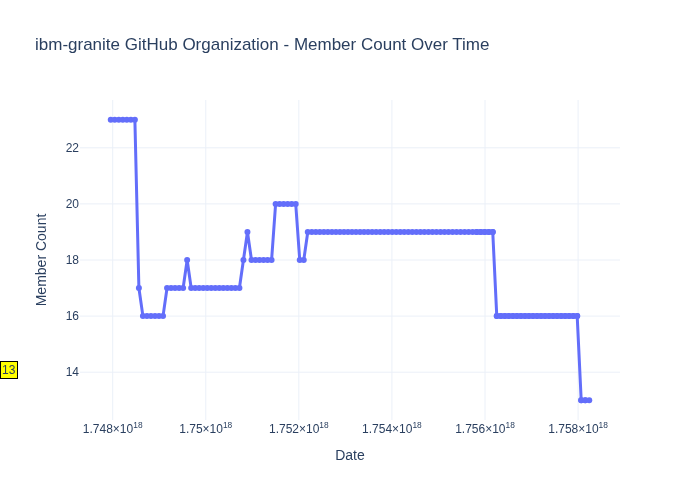 ibm-granite GitHub Organization - Member Count Over Time
22
20
18
16
14
Member Count
13
1.748×10¹⁸ 1.75×10¹⁸ 1.752×10¹⁸ 1.754×10¹⁸ 1.756×10¹⁸ 1.758×10¹⁸
Date